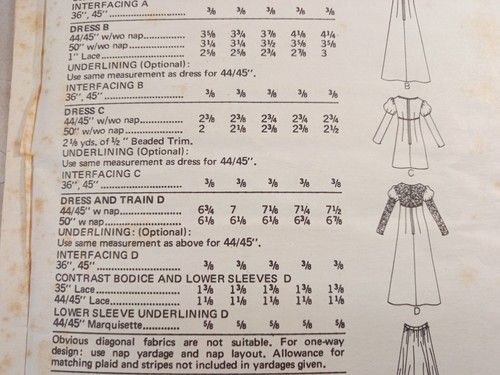 INTERFACING A
36", 45".............................. 3/8 3/8 3/8 3/8 3/8
DRESS B
44/45" w/wo nap................... 3 5/8 3 3/4 3 7/8 4 1/8 4 1/4
50" w/wo nap........................ 3 1/4 3 1/4 3 1/2 3 5/8 3 5/8
1" Lace................................. 2 5/8 2 5/8 2 3/4 2 7/8 3
UNDERLINING (Optional):
Use same measurement as dress for 44/45".
INTERFACING B
36", 45".............................. 3/8 3/8 3/8 3/8 3/8
DRESS C
44/45" w/wo nap................... 2 3/8 2 3/8 2 3/4 2 3/4 2 3/4
50" w/wo nap........................ 2 2 1/8 2 3/8 2 3/8 2 1/2
2 1/8 yds. of 1/2 " Beaded Trim.
UNDERLINING (Optional):
Use same measurement as dress for 44/45".
INTERFACING C
36", 45".............................. 3/8 3/8 3/8 3/8 3/8
DRESS AND TRAIN D
44/45" w nap........................ 6 3/4 7 7 1/8 7 1/4 7 1/2
50" w nap............................. 6 1/8 6 1/8 6 1/8 6 3/4 6 7/8
UNDERLINING: (Optional):
Use same measurement as above for 44/45".
INTERFACING D
36", 45".............................. 3/8 3/8 3/8 3/8 3/8
CONTRAST BODICE AND LOWER SLEEVES D
35" Lace............................... 1 3/8 1 3/8 1 3/8 1 3/8 1 3/8
44/45" Lace.......................... 1 1/8 1 1/8 1 1/8 1 1/8 1 1/8
LOWER SLEEVE UNDERLINING D
44/45" Marquisette................ 5/8 5/8 5/8 5/8 5/8
Obvious diagonal fabrics are not suitable. For one-way
design: use nap yardage and nap layout. Allowance for
matching plaid and stripes not included in yardages given.
B
C
D